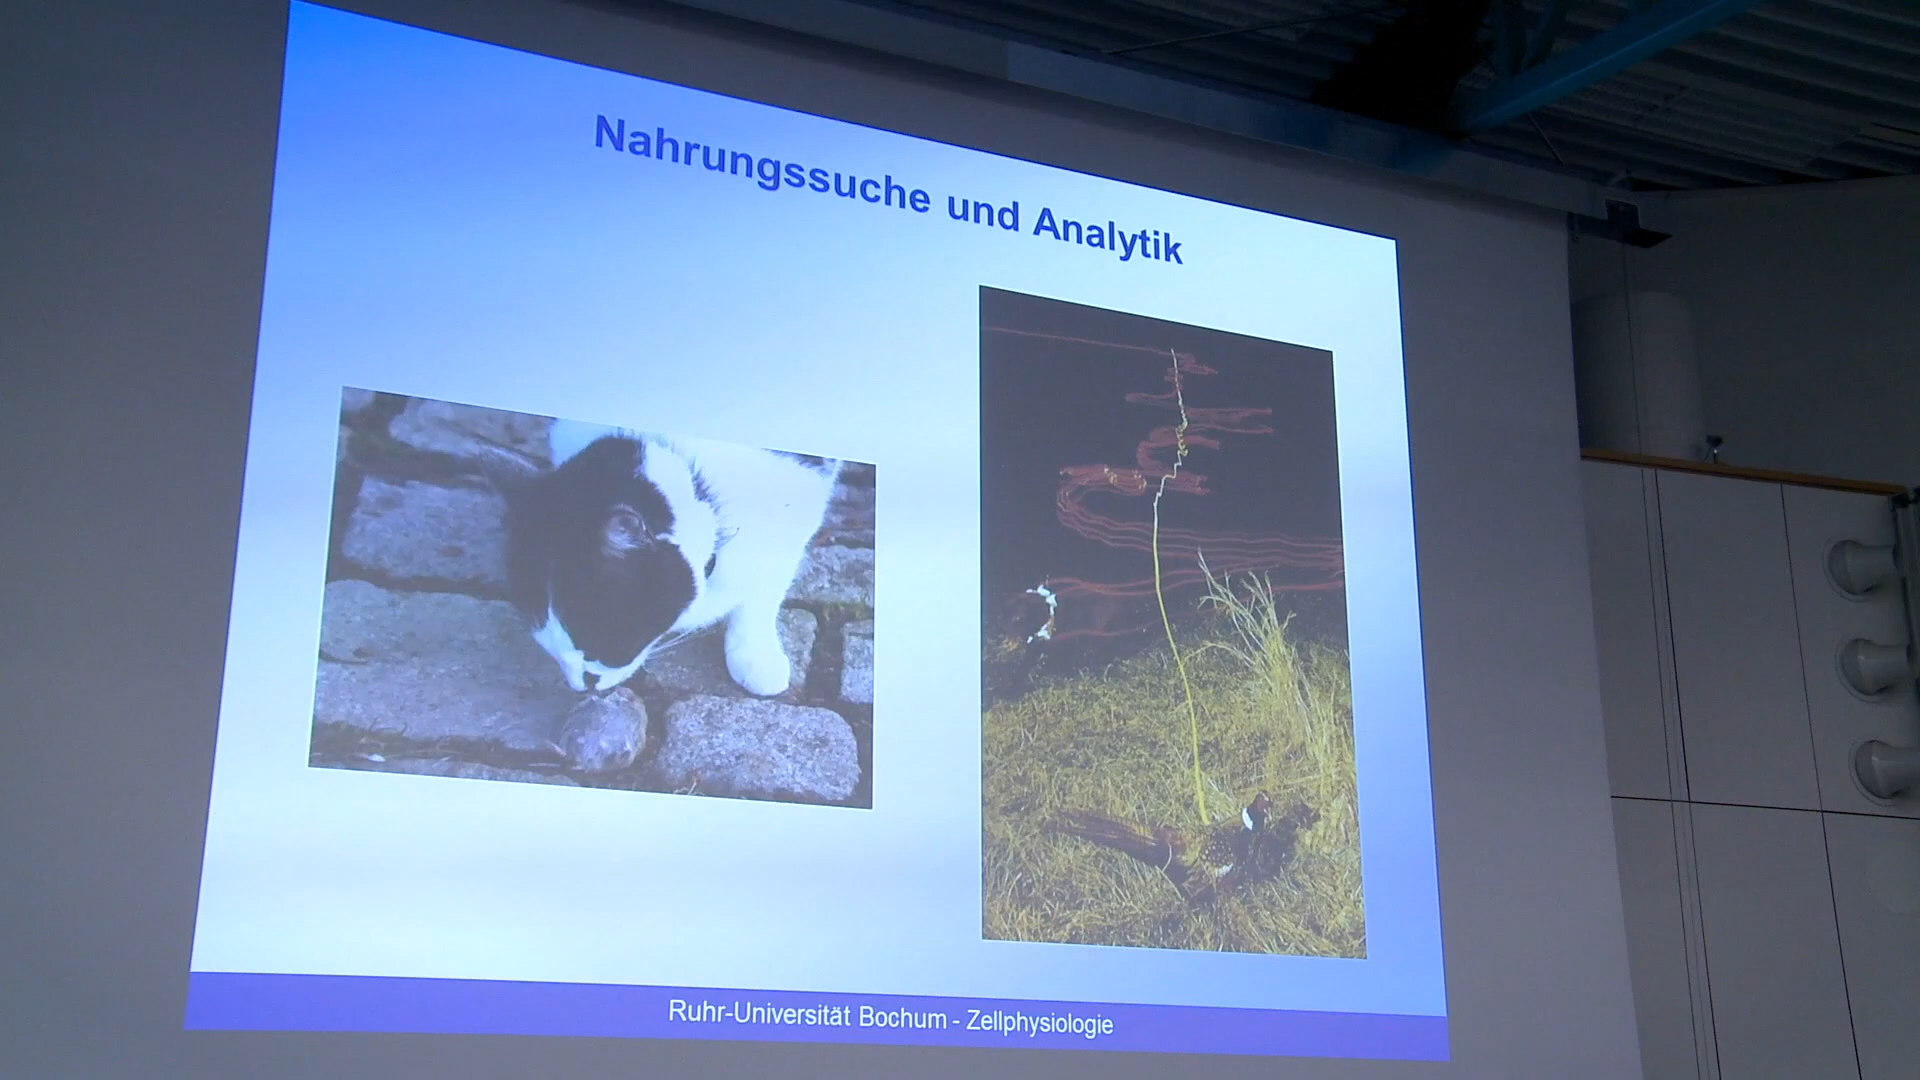 Nahrungssuche und Analytik
Ruhr-Universität Bochum - Zellphysiologie